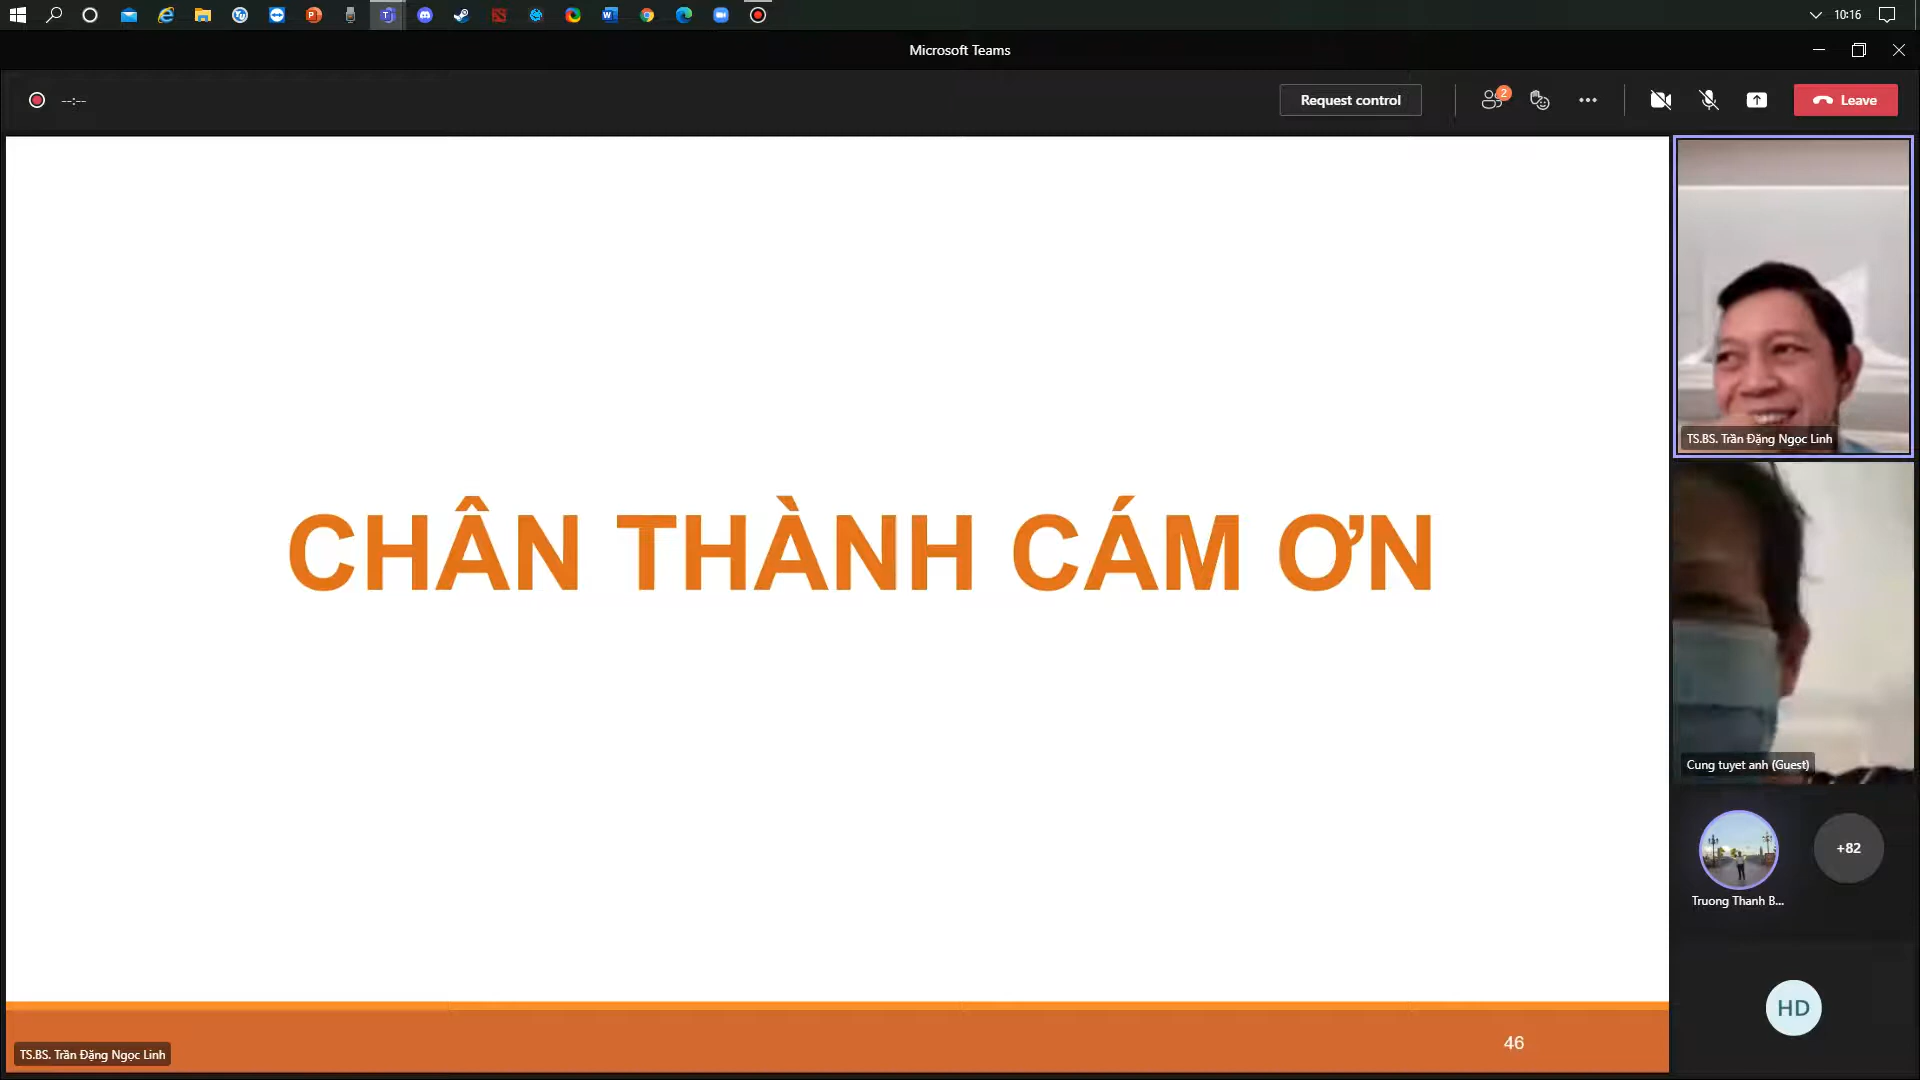 10:16
Microsoft Teams
--:--
Request control
2
Leave
CHÂN THÀNH CÁM ƠN
TS.BS. Trần Đặng Ngọc Linh
Cung tuyet anh (Guest)
+82
Truong Thanh B...
HD
46
TS.BS. Trần Đặng Ngọc Linh